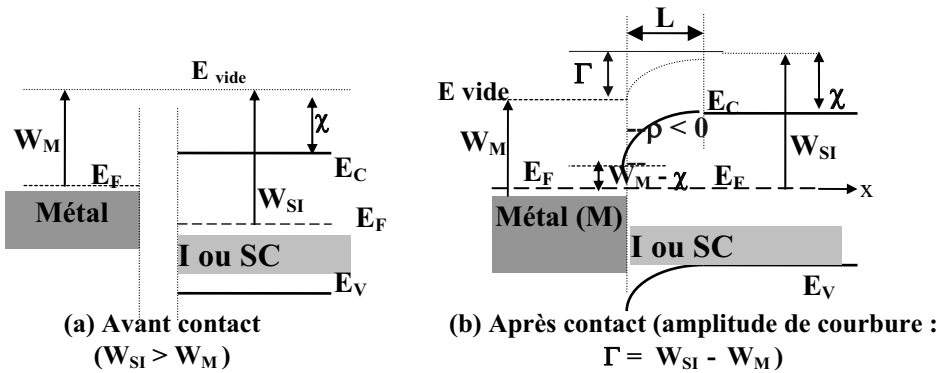 E vide
W_M
χ
E_C
E_F
W_SI
E_F
Métal
I ou SC
E_V
(a) Avant contact
(W_SI > W_M)
L
Γ
E vide
E_C
χ
W_M
ρ < 0
W_SI
E_F
W_M - χ
E_F
x
Métal (M)
I ou SC
E_V
(b) Après contact (amplitude de courbure :
Γ = W_SI - W_M)